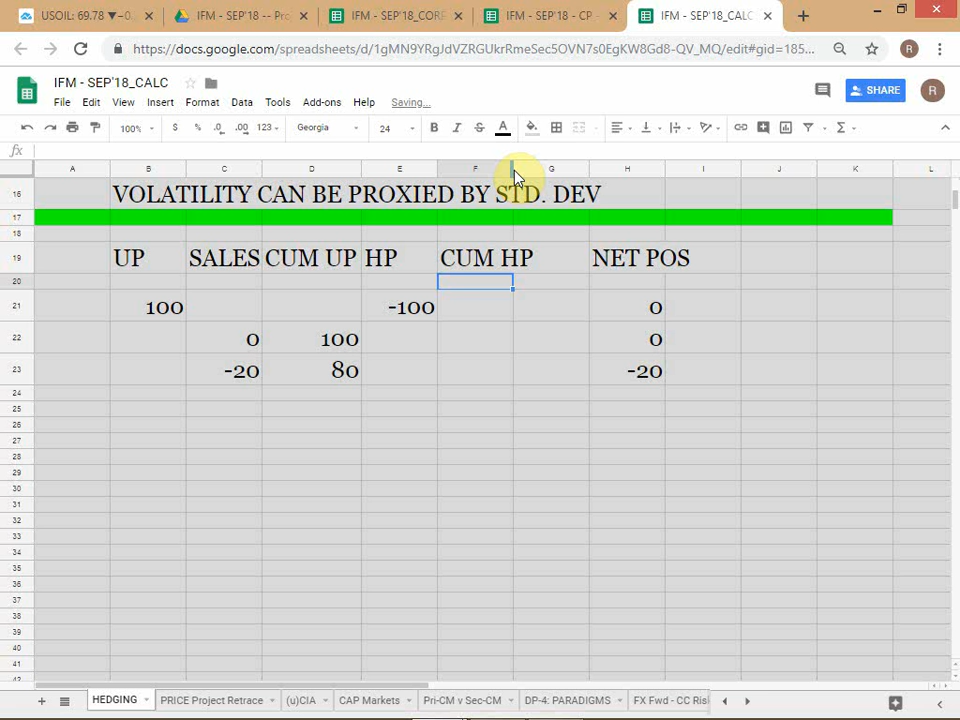 USOIL: 69.78 ▼−0.
IFM - SEP'18 -- Pro
IFM - SEP'18_CORE
IFM - SEP'18 - CP -
IFM - SEP'18_CALC
https://docs.google.com/spreadsheets/d/1gMN9YRgJdVZRGUkrRmeSec5OVN7s0EgKW8Gd8-QV_MQ/edit#gid=185...
R
IFM - SEP'18_CALC
File Edit View Insert Format Data Tools Add-ons Help Saving...
SHARE
R
100% $ % .0 .00 123 Georgia 24 B I S A Σ
fx
A B C D E F G H I J K L
16 VOLATILITY CAN BE PROXIED BY STD. DEV
17
18
19 UP SALES CUM UP HP CUM HP NET POS
20
21 100 -100 0
22 0 100 0
23 -20 80 -20
24
25
26
27
28
29
30
31
32
33
34
35
36
37
38
39
40
41
42
HEDGING PRICE Project Retrace (u)CIA CAP Markets Pri-CM v Sec-CM DP-4: PARADIGMS FX Fwd - CC Ris